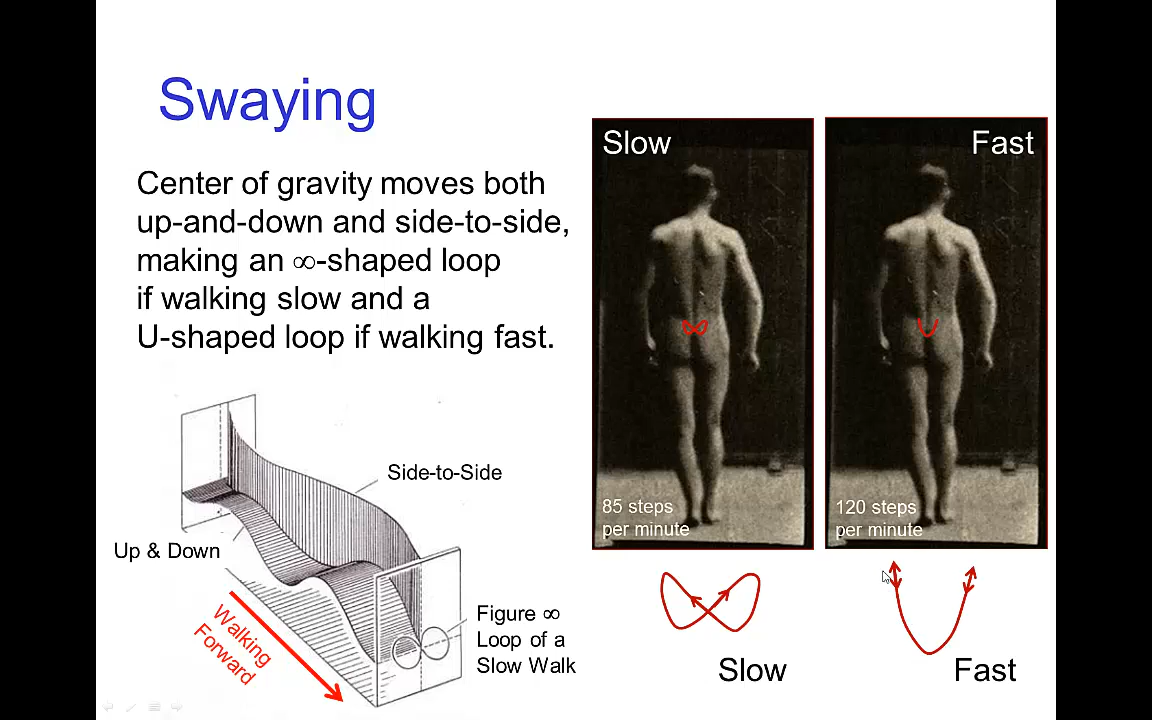 Swaying
Center of gravity moves both
up-and-down and side-to-side,
making an ∞-shaped loop
if walking slow and a
U-shaped loop if walking fast.
Slow
85 steps
per minute
Fast
120 steps
per minute
Side-to-Side
Up & Down
Walking
Forward
Figure ∞
Loop of a
Slow Walk
Slow
Fast